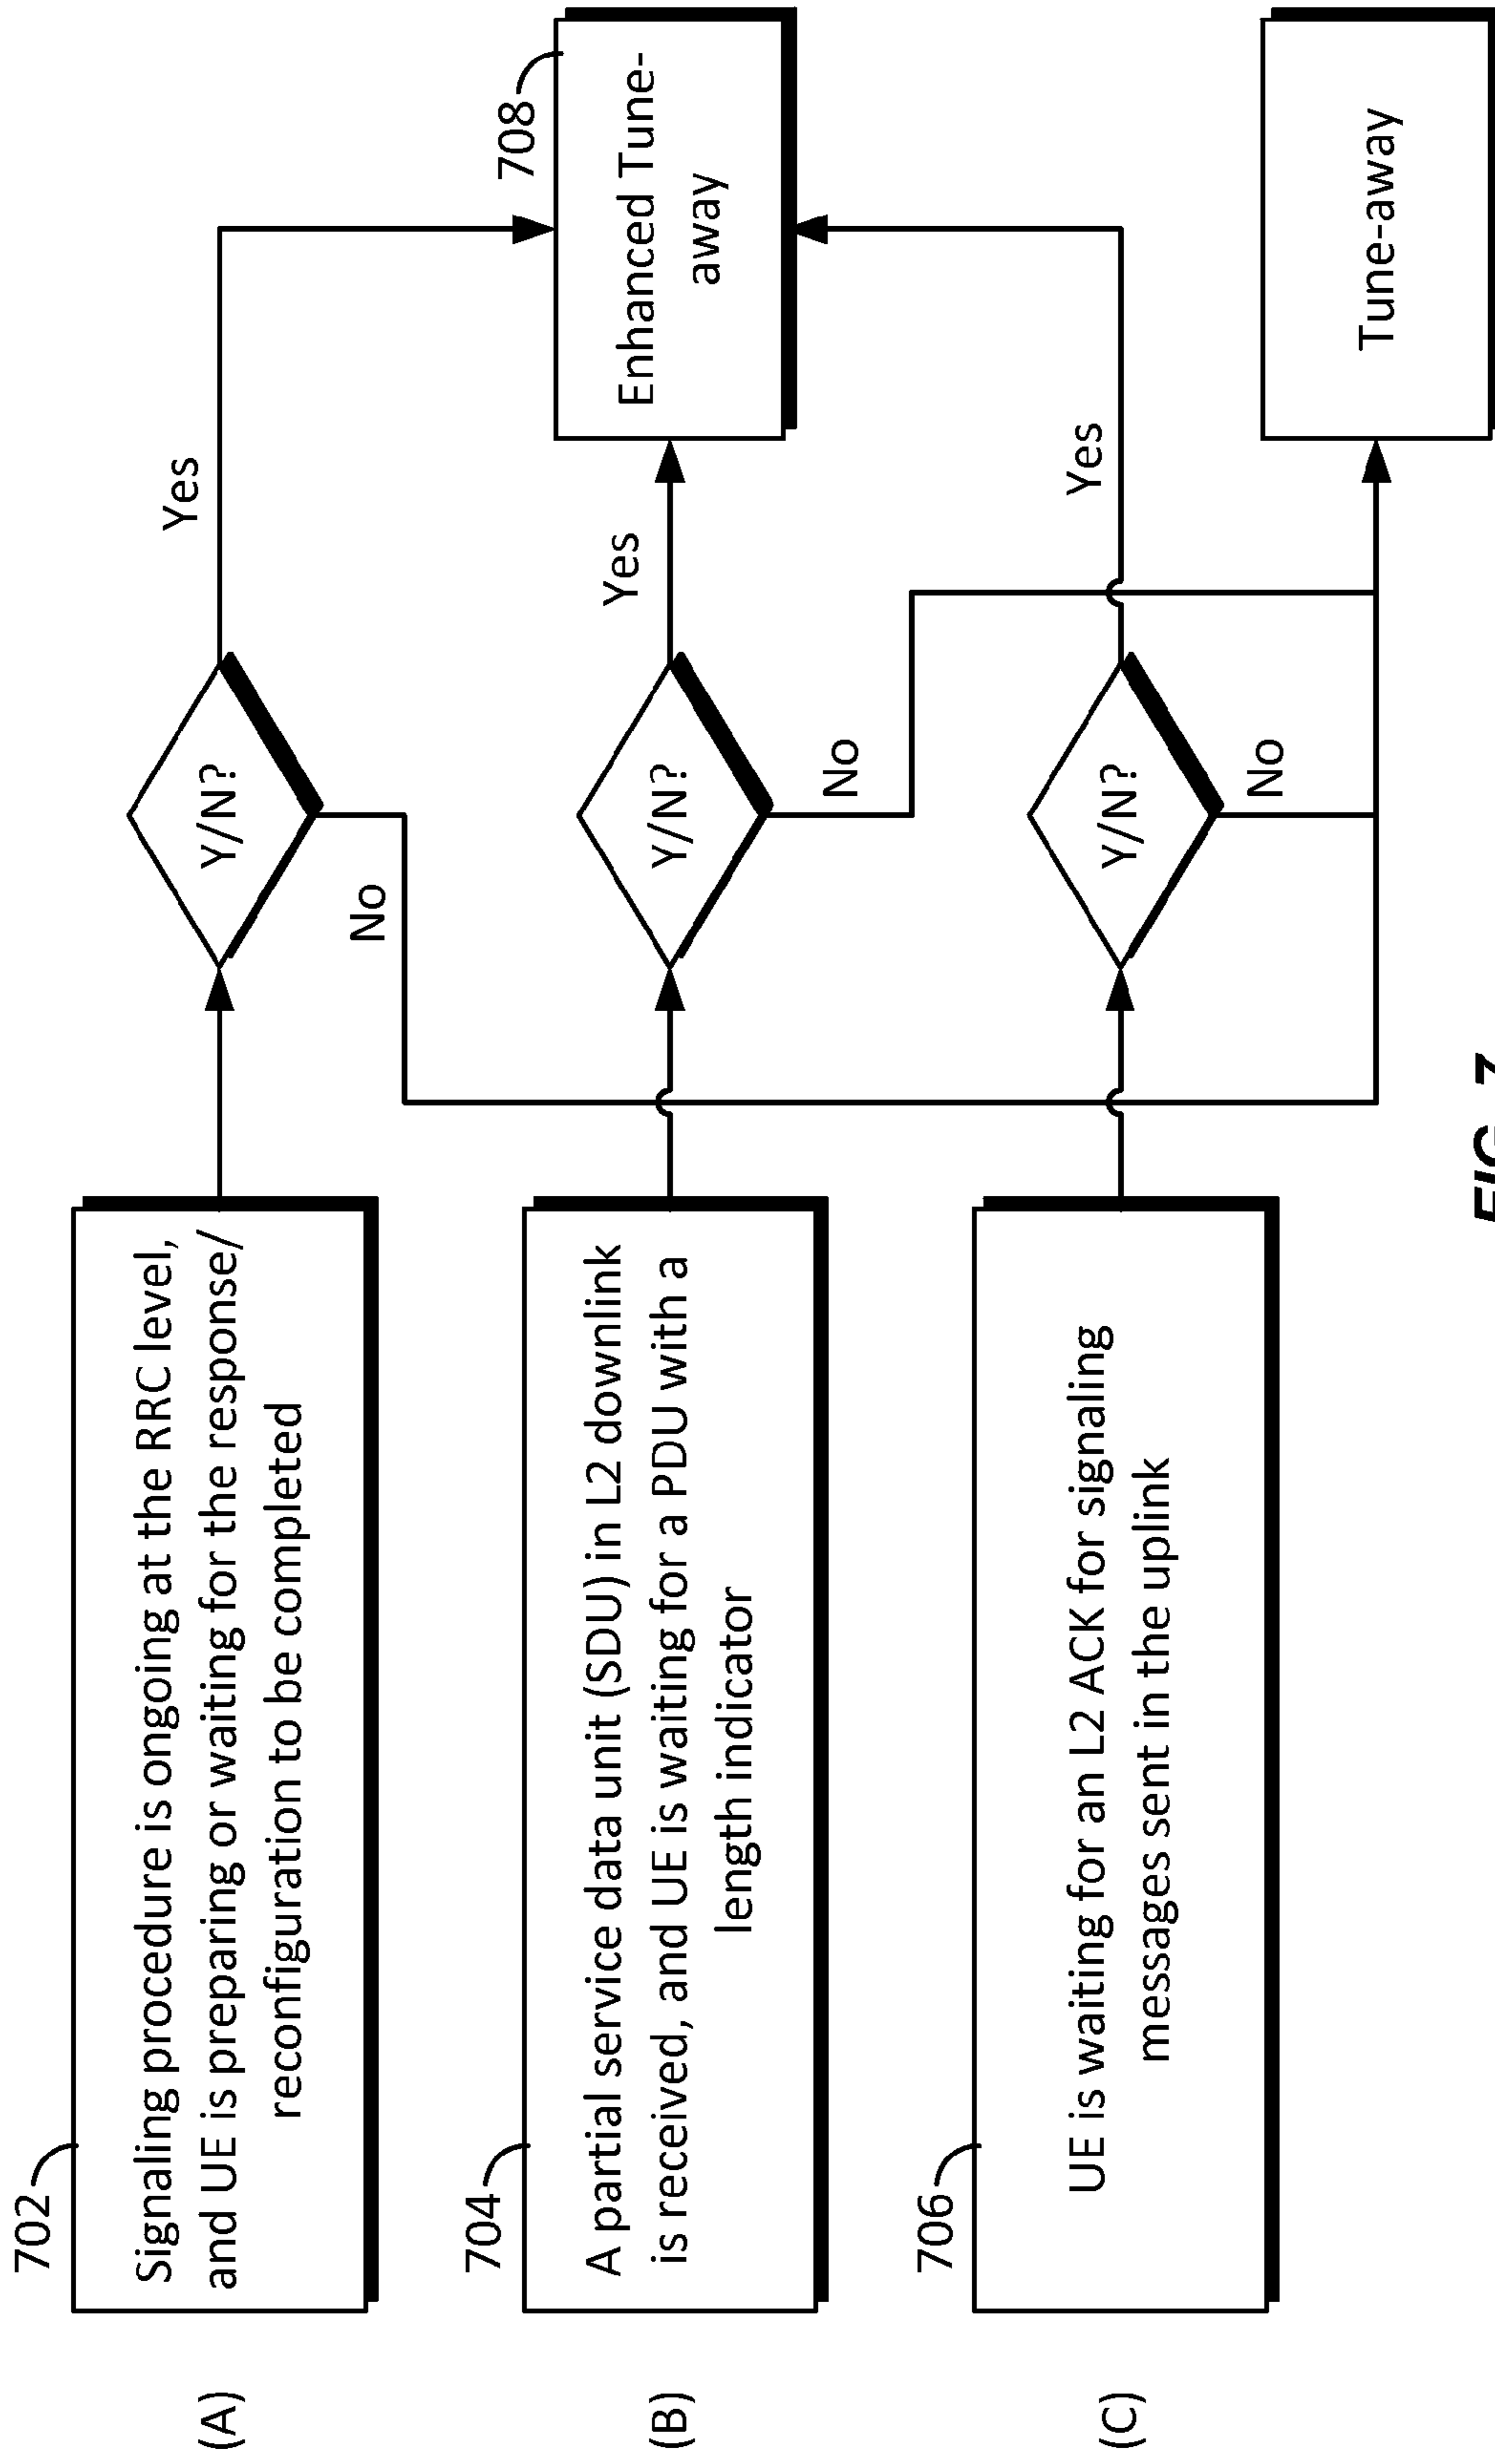 (A)
702
Signaling procedure is ongoing at the RRC level,
and UE is preparing or waiting for the response/
reconfiguration to be completed
Y/N?
Yes
No
(B)
704
A partial service data unit (SDU) in L2 downlink
is received, and UE is waiting for a PDU with a
length indicator
Y/N?
Yes
No
708
Enhanced Tune-
away
(C)
706
UE is waiting for an L2 ACK for signaling
messages sent in the uplink
Y/N?
Yes
No
Tune-away